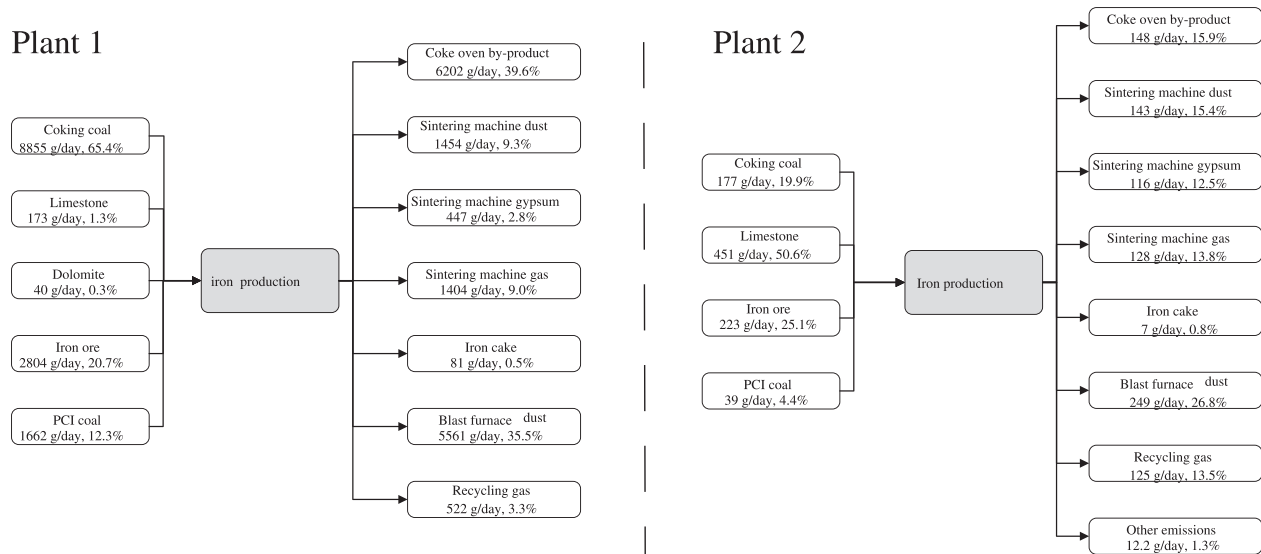 Plant 1
Coking coal
8855 g/day, 65.4%
Limestone
173 g/day, 1.3%
Dolomite
40 g/day, 0.3%
Iron ore
2804 g/day, 20.7%
PCI coal
1662 g/day, 12.3%
iron production
Coke oven by-product
6202 g/day, 39.6%
Sintering machine dust
1454 g/day, 9.3%
Sintering machine gypsum
447 g/day, 2.8%
Sintering machine gas
1404 g/day, 9.0%
Iron cake
81 g/day, 0.5%
Blast furnace dust
5561 g/day, 35.5%
Recycling gas
522 g/day, 3.3%
Plant 2
Coking coal
177 g/day, 19.9%
Limestone
451 g/day, 50.6%
Iron ore
223 g/day, 25.1%
PCI coal
39 g/day, 4.4%
Iron production
Coke oven by-product
148 g/day, 15.9%
Sintering machine dust
143 g/day, 15.4%
Sintering machine gypsum
116 g/day, 12.5%
Sintering machine gas
128 g/day, 13.8%
Iron cake
7 g/day, 0.8%
Blast furnace dust
249 g/day, 26.8%
Recycling gas
125 g/day, 13.5%
Other emissions
12.2 g/day, 1.3%